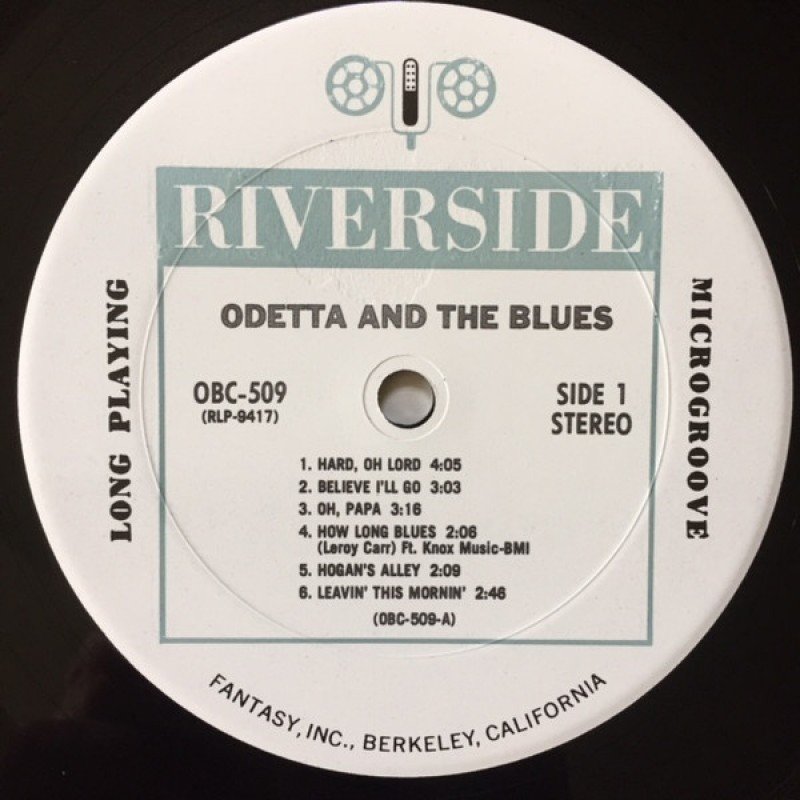 RIVERSIDE
ODETTA AND THE BLUES
LONG PLAYING
MICROGROOVE
OBC-509
(RLP-9417)
SIDE 1
STEREO
1. HARD, OH LORD 4:05
2. BELIEVE I'LL GO 3:03
3. OH, PAPA 3:16
4. HOW LONG BLUES 2:06
(Leroy Carr) Ft. Knox Music-BMI
5. HOGAN'S ALLEY 2:09
6. LEAVIN' THIS MORNIN' 2:46
(OBC-509-A)
FANTASY, INC., BERKELEY, CALIFORNIA